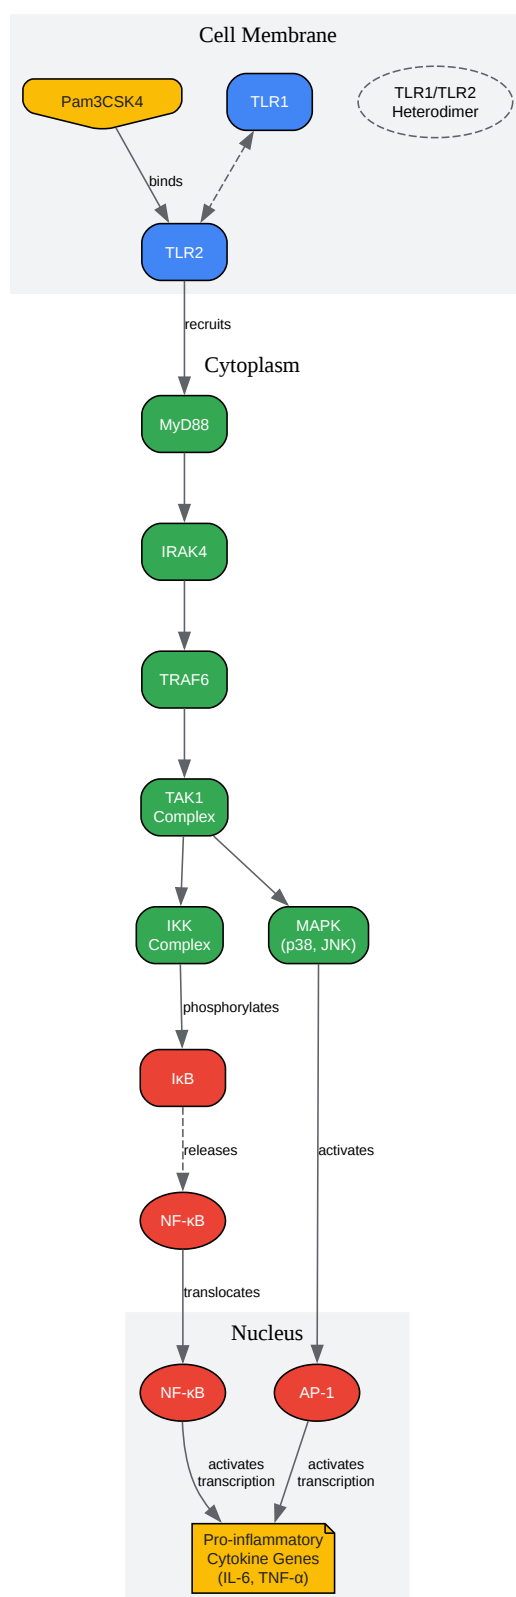 Cell Membrane
Pam3CSK4
TLR1
TLR1/TLR2
Heterodimer
binds
TLR2
recruits
Cytoplasm
MyD88
IRAK4
TRAF6
TAK1
Complex
IKK
Complex
MAPK
(p38, JNK)
phosphorylates
IκB
releases
activates
NF-κB
translocates
Nucleus
NF-κB
AP-1
activates
transcription
activates
transcription
Pro-inflammatory
Cytokine Genes
(IL-6, TNF-α)